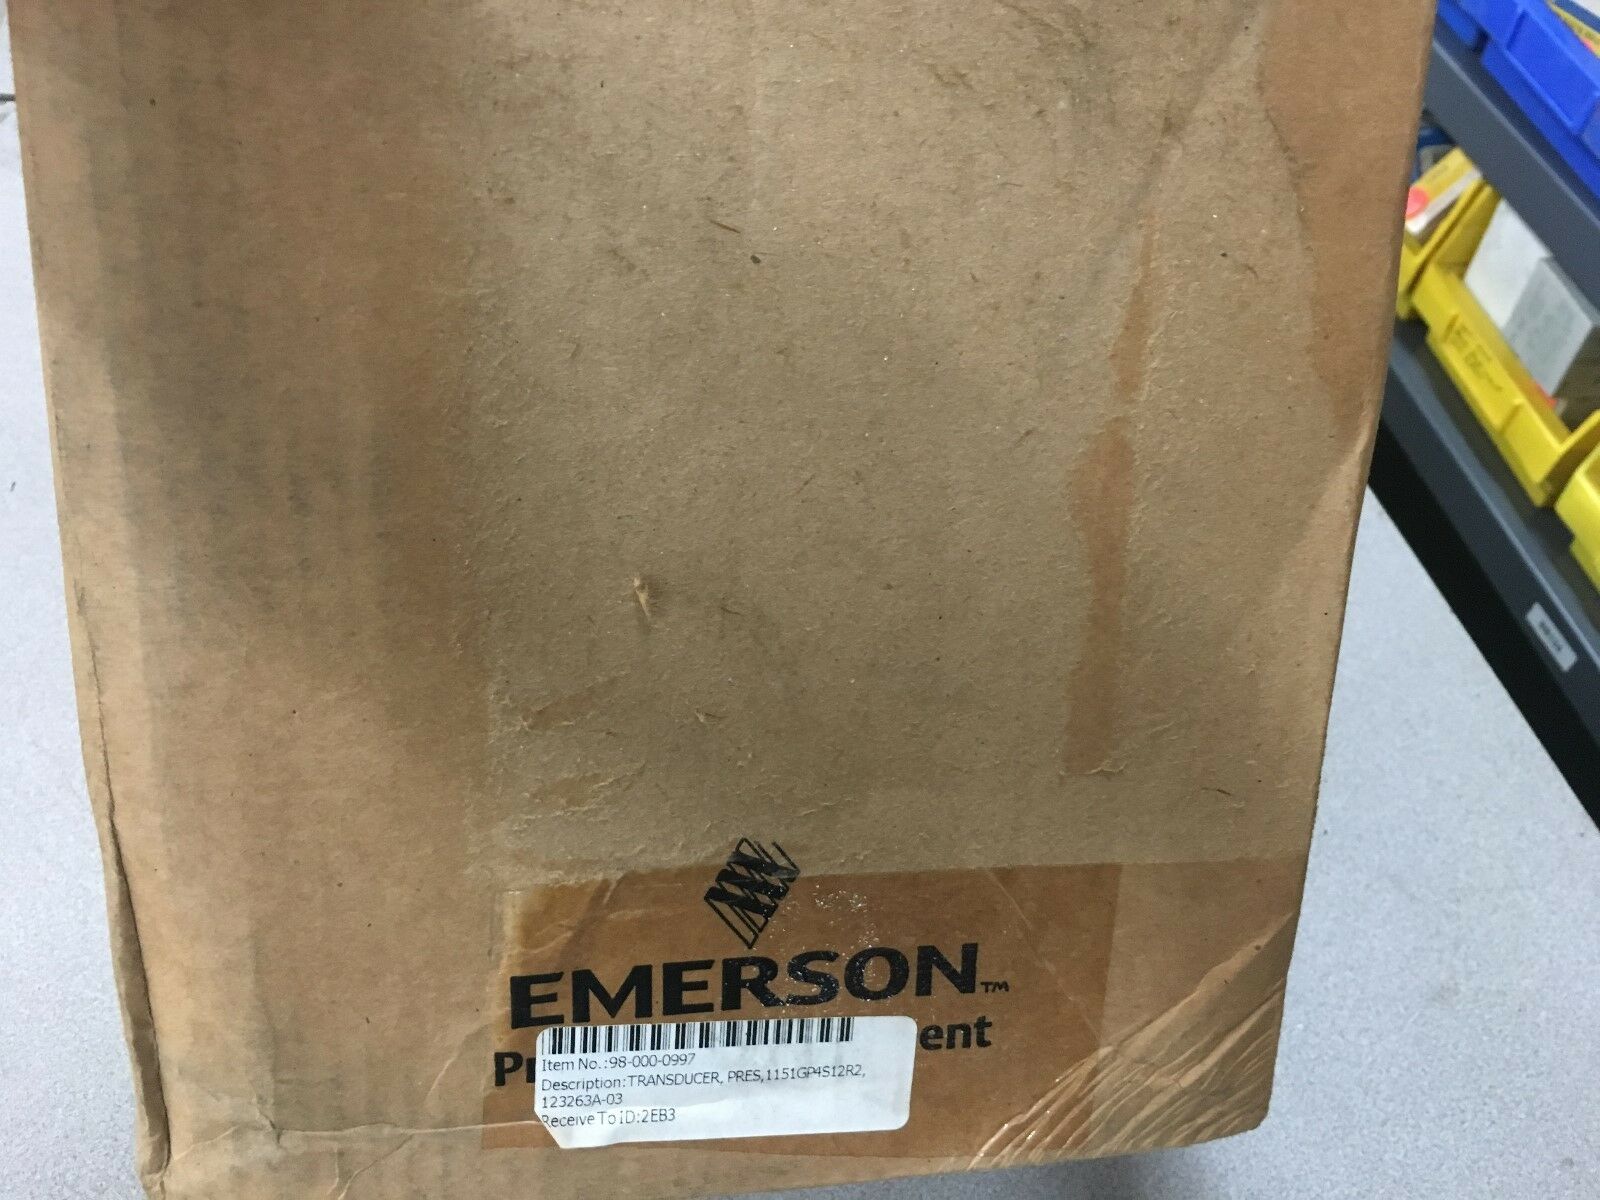 EMERSON™
Pr ent
Item No.:98-000-0997
Description:TRANSDUCER, PRES,1151GP4S12R2,
123263A-03
Receive To ID:2EB3